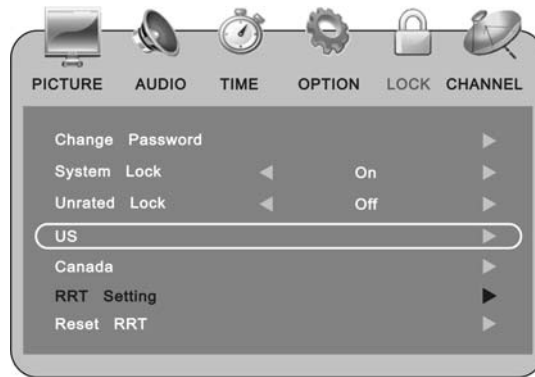 PICTURE AUDIO TIME OPTION LOCK CHANNEL
Change Password
System Lock On
Unrated Lock Off
US
Canada
RRT Setting
Reset RRT